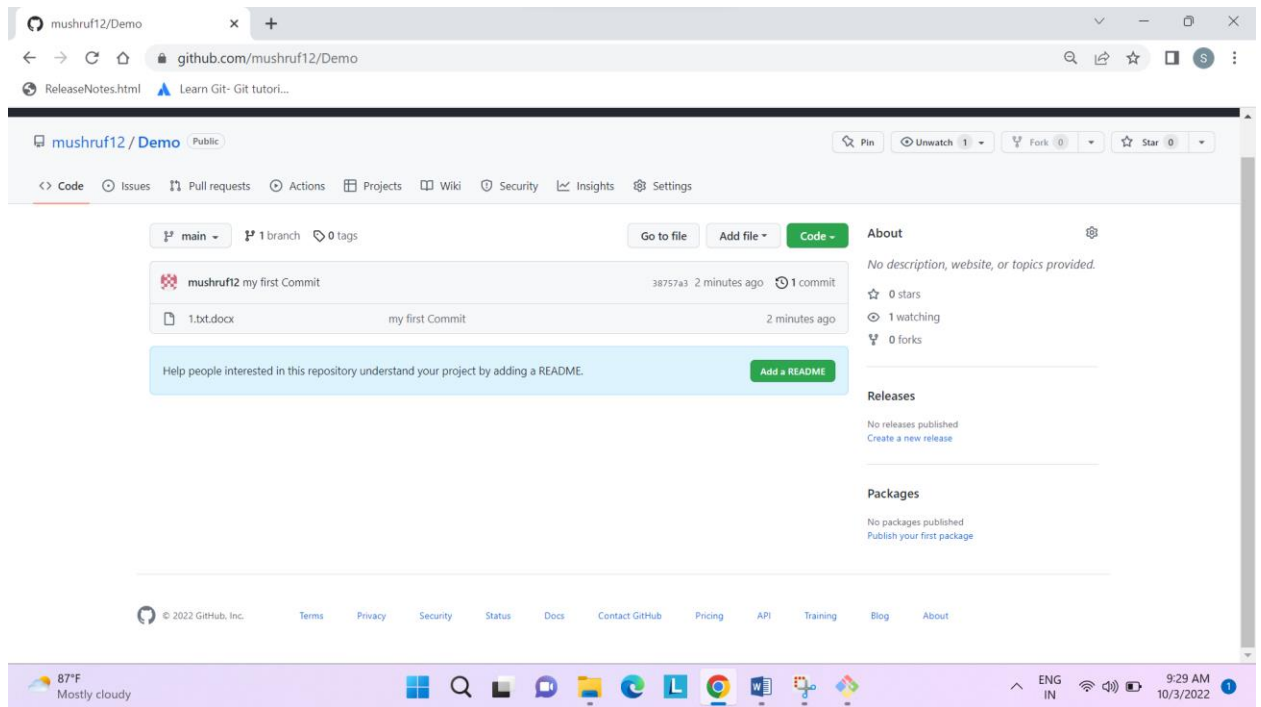 mushruf12/Demo
github.com/mushruf12/Demo
ReleaseNotes.html Learn Git- Git tutori...
mushruf12 / Demo Public
Pin Unwatch 1 Fork 0 Star 0
<> Code Issues Pull requests Actions Projects Wiki Security Insights Settings
main 1 branch 0 tags Go to file Add file Code
mushruf12 my first Commit 38757a3 2 minutes ago 1 commit
1.txt.docx my first Commit 2 minutes ago
Help people interested in this repository understand your project by adding a README. Add a README
About
No description, website, or topics provided.
0 stars
1 watching
0 forks
Releases
No releases published
Create a new release
Packages
No packages published
Publish your first package
© 2022 GitHub, Inc. Terms Privacy Security Status Docs Contact GitHub Pricing API Training Blog About
87°F
Mostly cloudy
ENG
IN
9:29 AM
10/3/2022
1